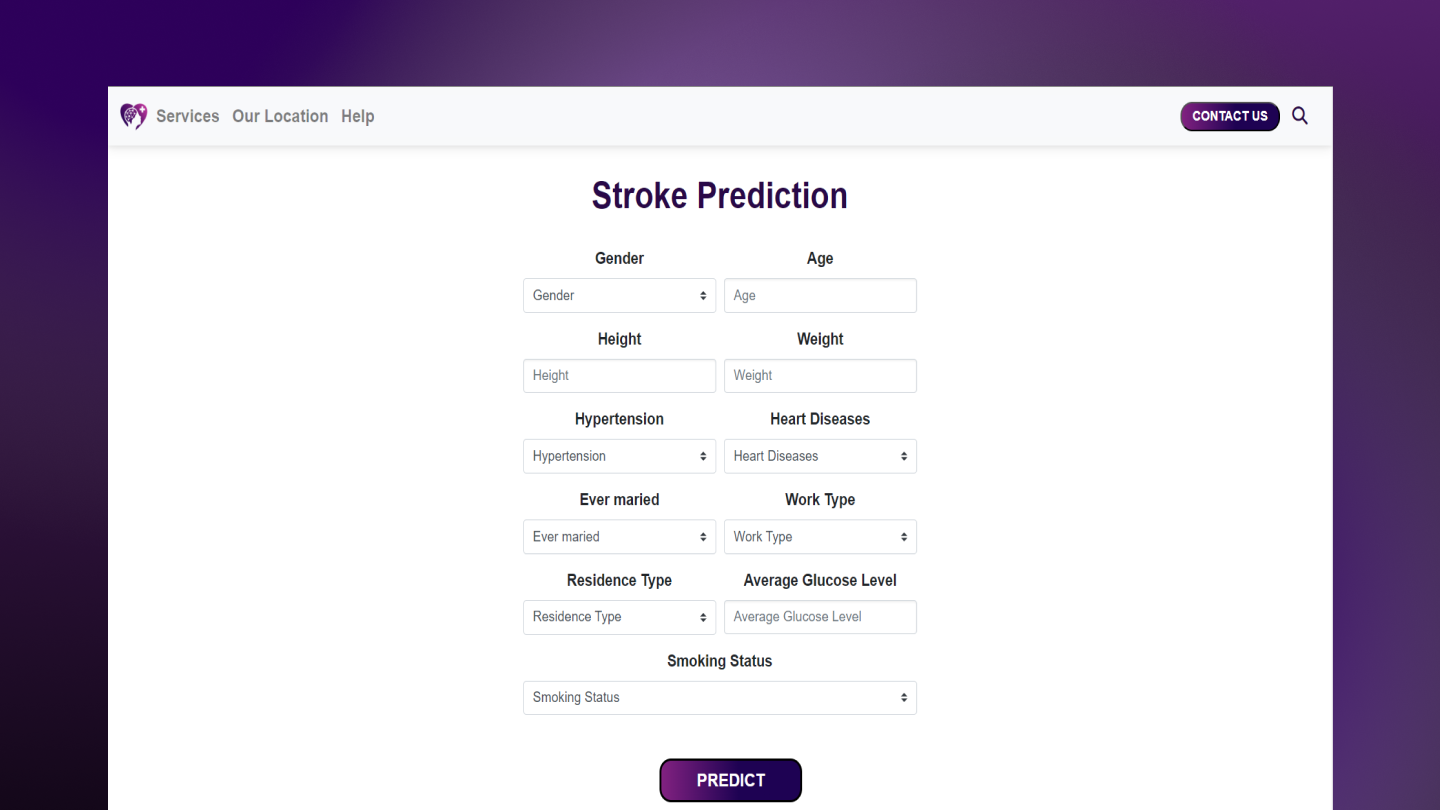 Services Our Location Help CONTACT US
Stroke Prediction
Gender Age
Gender Age
Height Weight
Height Weight
Hypertension Heart Diseases
Hypertension Heart Diseases
Ever maried Work Type
Ever maried Work Type
Residence Type Average Glucose Level
Residence Type Average Glucose Level
Smoking Status
Smoking Status
PREDICT